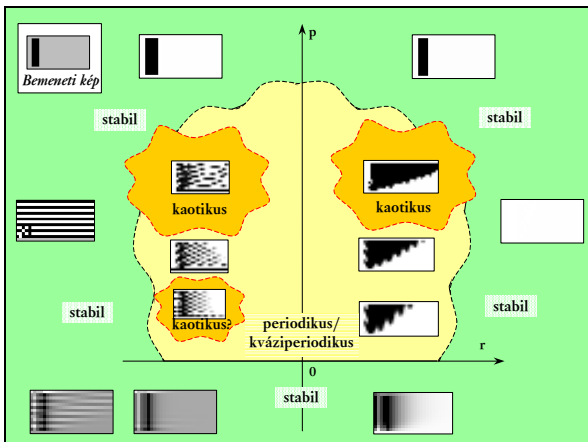 p
Bemeneti kép
stabil
stabil
kaotikus
kaotikus
stabil
stabil
kaotikus?
periodikus/
kváziperiodikus
r
0
stabil